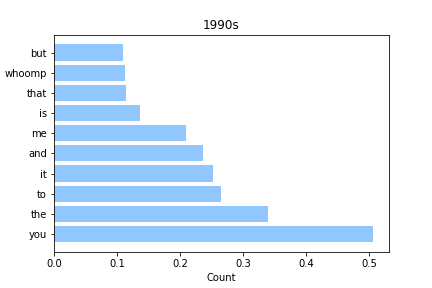 1990s
but
whoomp
that
is
me
and
it
to
the
you
0.0 0.1 0.2 0.3 0.4 0.5
Count